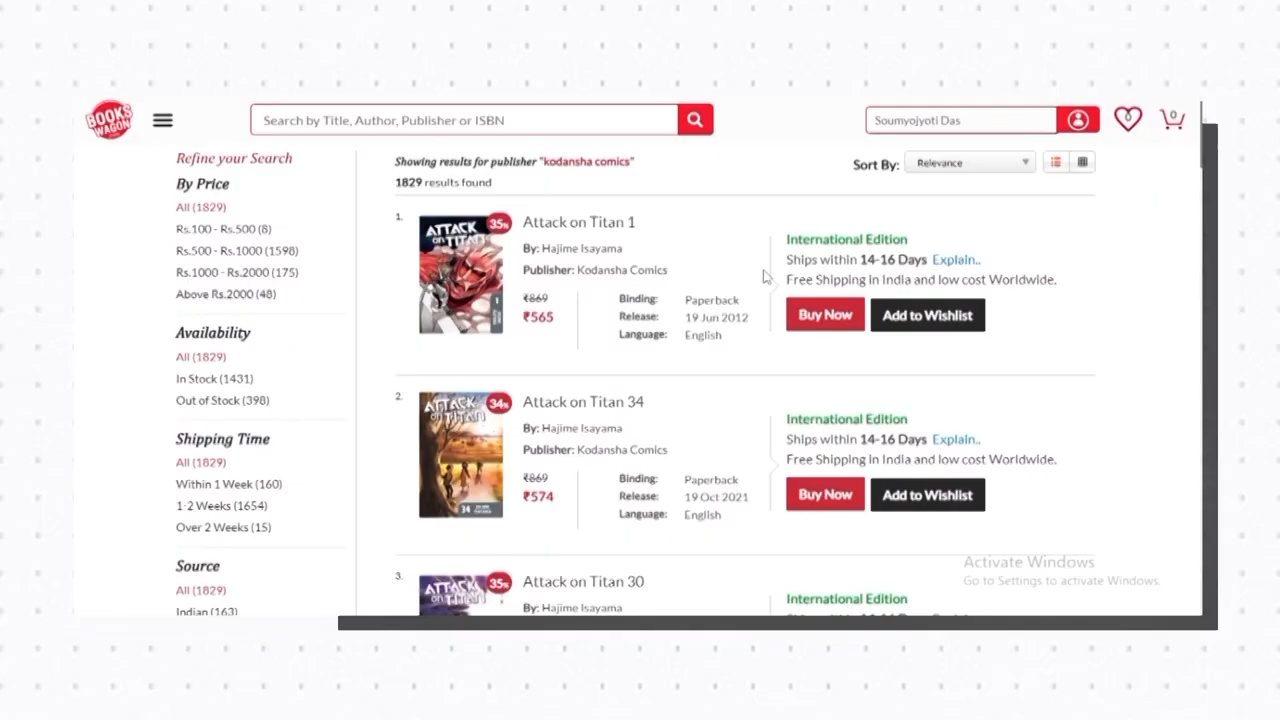 BOOKS WAGON
Search by Title, Author, Publisher or ISBN
Soumyojyoti Das
0
0
Refine your Search
By Price
All (1829)
Rs.100 - Rs.500 (8)
Rs.500 - Rs.1000 (1598)
Rs.1000 - Rs.2000 (175)
Above Rs.2000 (48)
Availability
All (1829)
In Stock (1431)
Out of Stock (398)
Shipping Time
All (1829)
Within 1 Week (160)
1-2 Weeks (1654)
Over 2 Weeks (15)
Source
All (1829)
Indian (163)
Showing results for publisher "kodansha comics"
1829 results found
Sort By: Relevance
1.
ATTACK ON TITAN
1
35%
Attack on Titan 1
By: Hajime Isayama
Publisher: Kodansha Comics
₹869
₹565
Binding: Paperback
Release: 19 Jun 2012
Language: English
International Edition
Ships within 14-16 Days Explain..
Free Shipping in India and low cost Worldwide.
Buy Now Add to Wishlist
2.
ATTACK ON TITAN
34
34%
Attack on Titan 34
By: Hajime Isayama
Publisher: Kodansha Comics
₹869
₹574
Binding: Paperback
Release: 19 Oct 2021
Language: English
International Edition
Ships within 14-16 Days Explain..
Free Shipping in India and low cost Worldwide.
Buy Now Add to Wishlist
3.
ATTACK ON TITAN
35%
Attack on Titan 30
By: Hajime Isayama
International Edition
Activate Windows
Go to Settings to activate Windows.